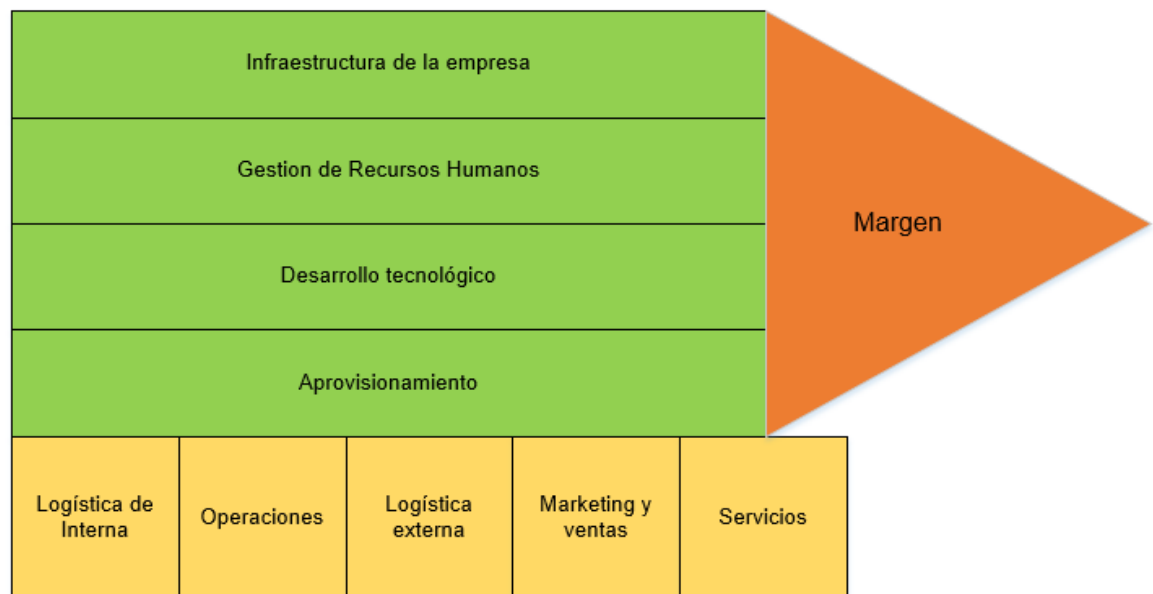 Infraestructura de la empresa
Gestion de Recursos Humanos
Margen
Desarrollo tecnológico
Aprovisionamiento
Logística de
Interna
Operaciones
Logística
externa
Marketing y
ventas
Servicios